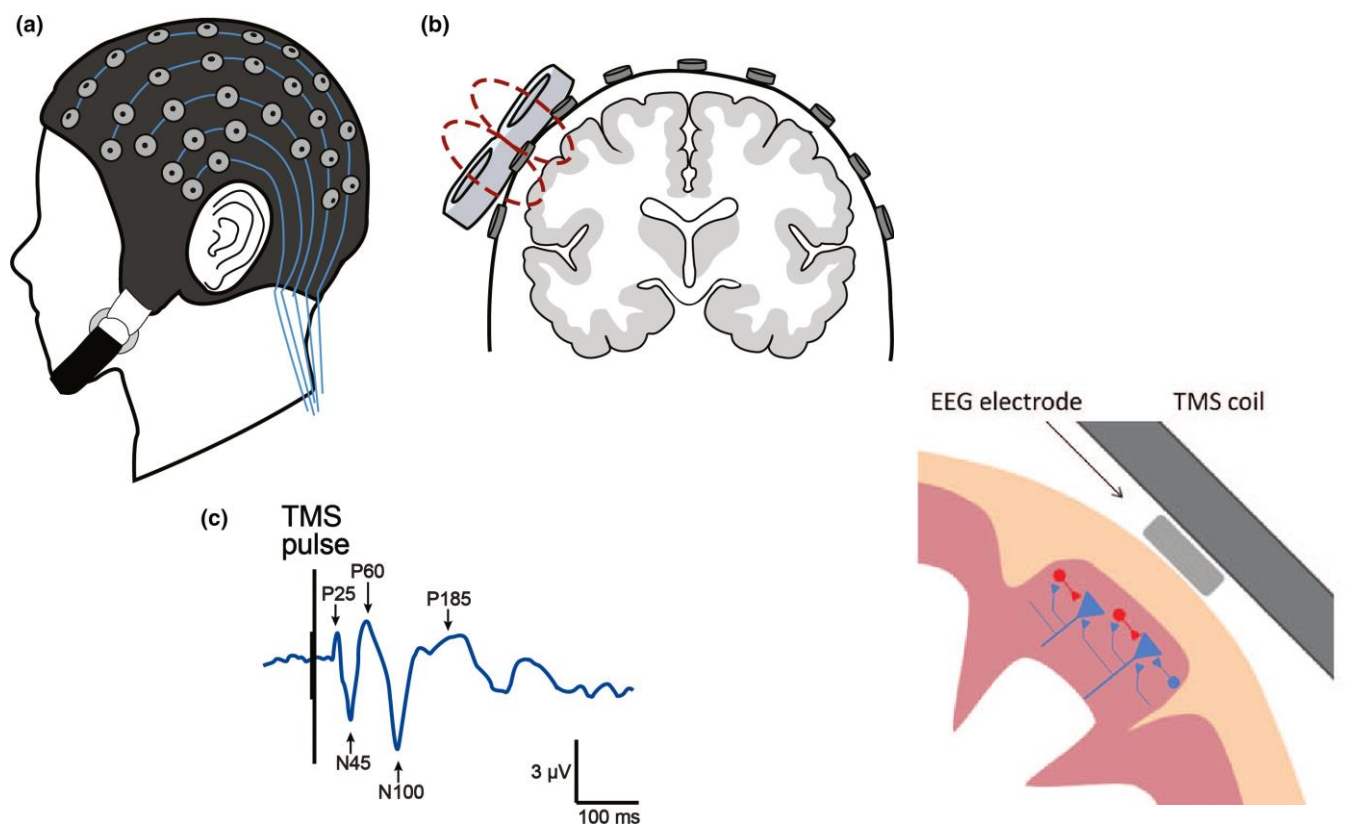 (a)
(b)
EEG electrode
TMS coil
(c)
TMS
pulse
P25
P60
P185
N45
N100
3 µV
100 ms